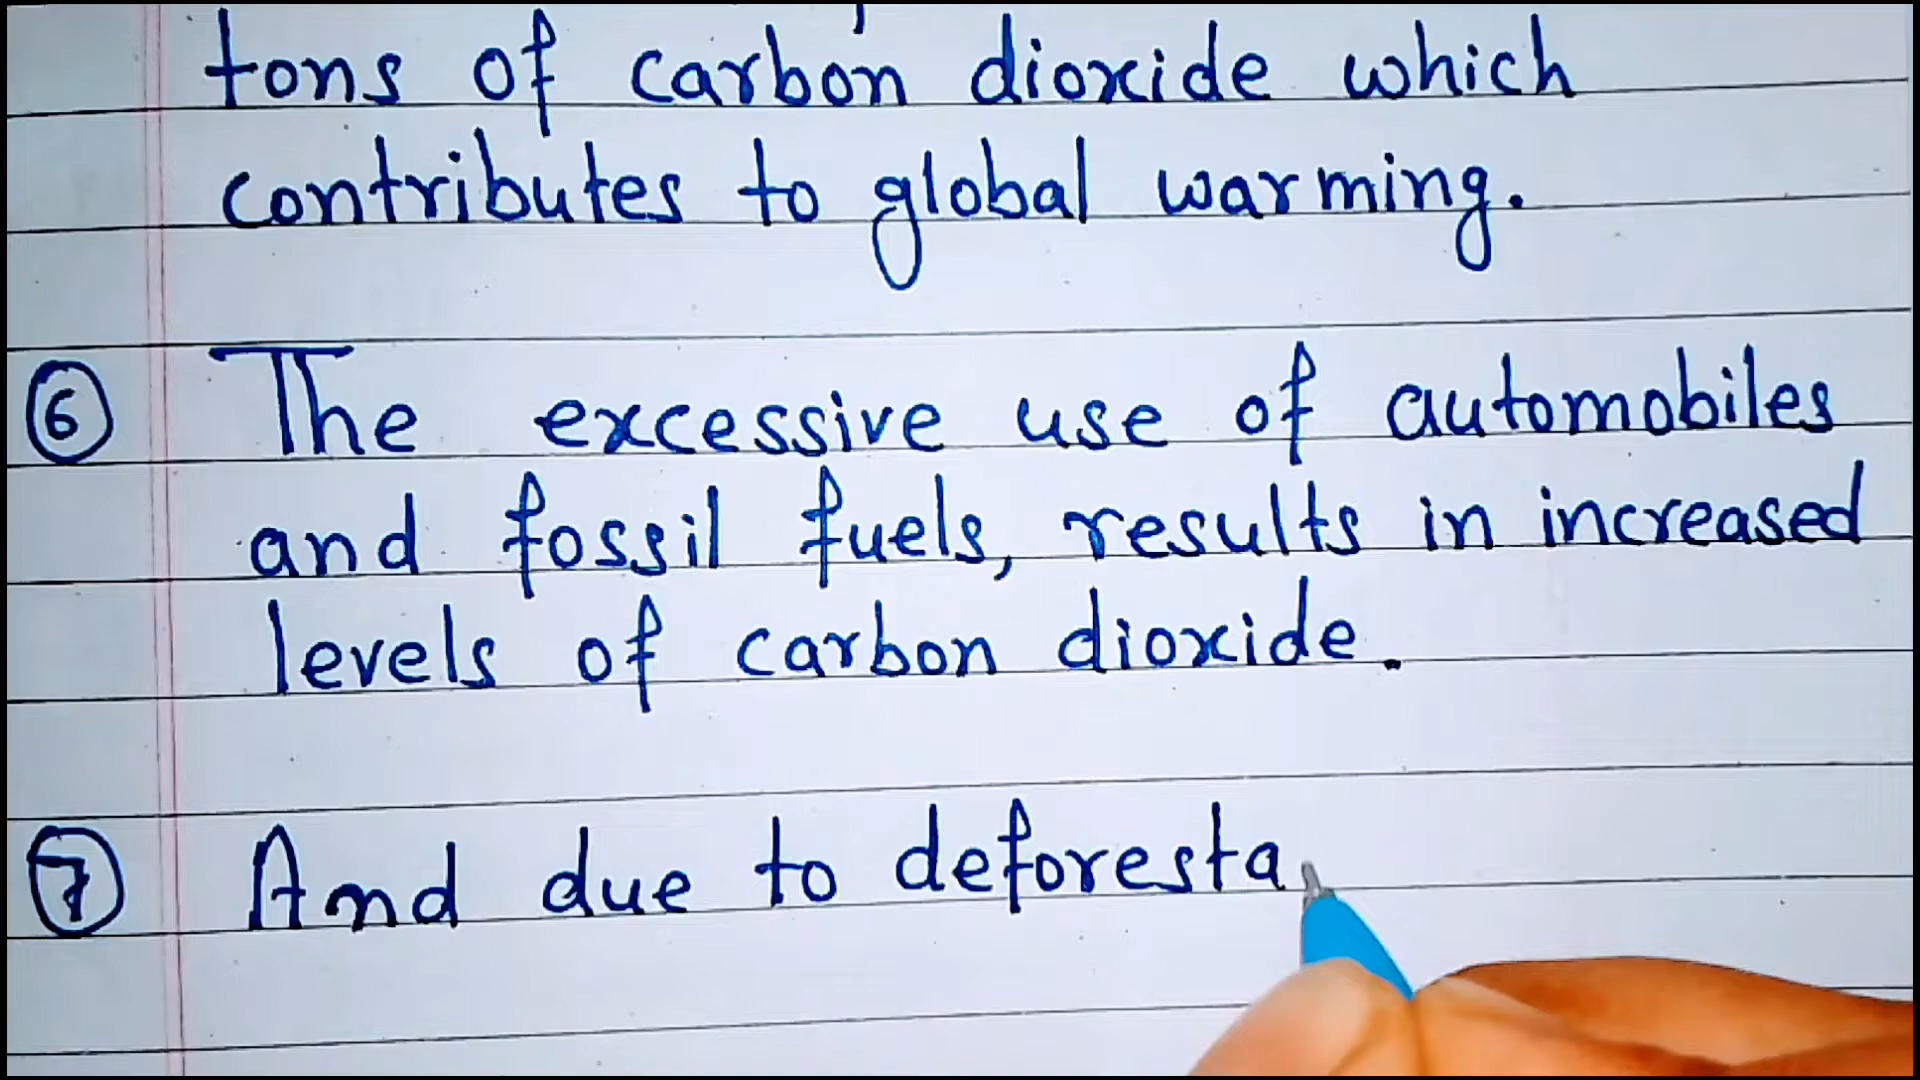 tons of carbon dioxide which
contributes to global warming.
6 The excessive use of automobiles
and fossil fuels, results in increased
levels of carbon dioxide.
7 And due to deforesta